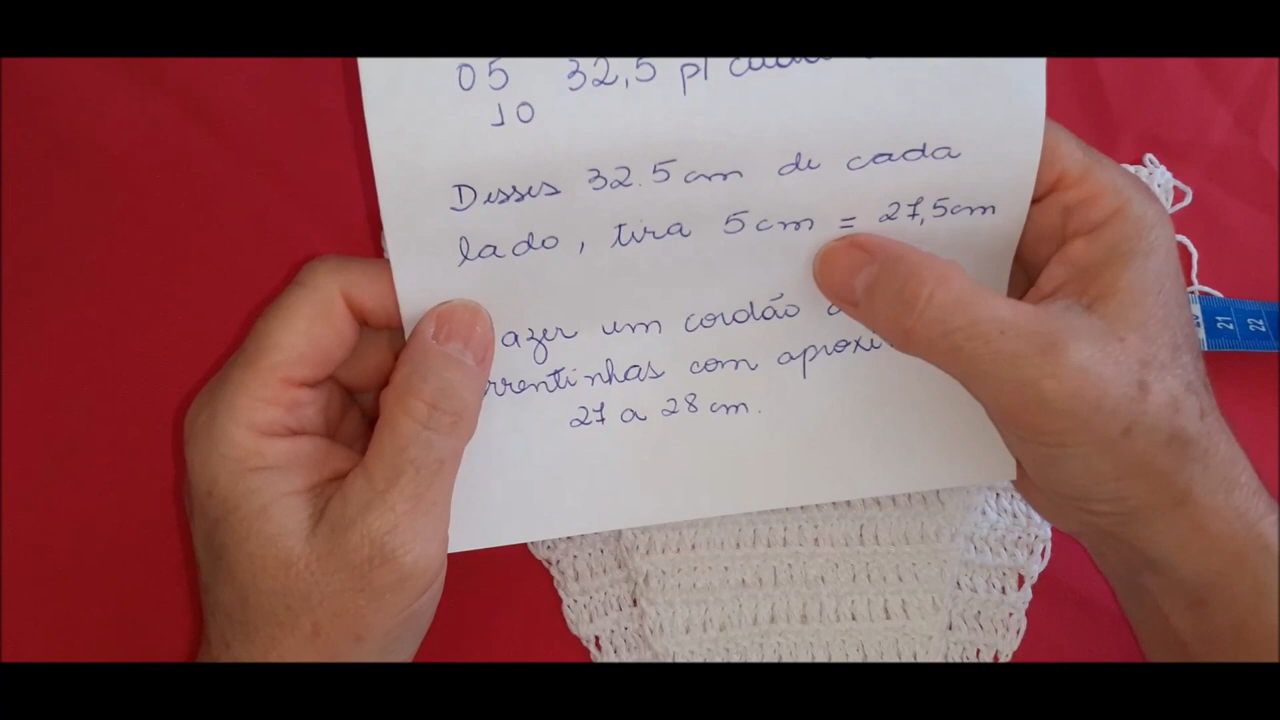 05 32,5 p/
10
Desses 32.5cm de cada
lado, tira 5cm = 27,5cm
azer um cordão
rrentinhas com aproxi
27 a 28 cm.
21 22